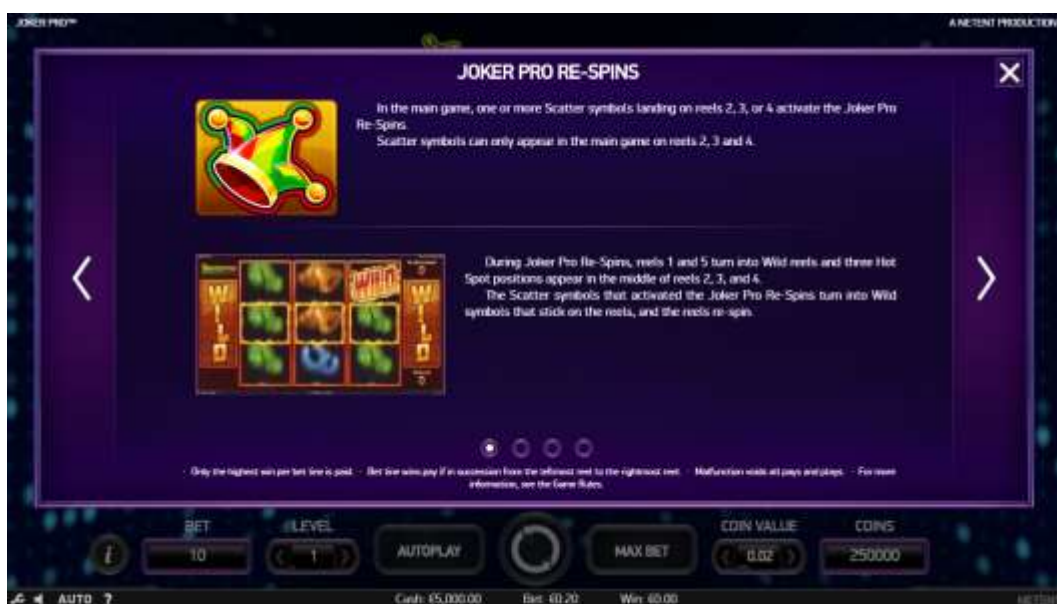 JOKER PRO™
A NETENT PRODUCTION
JOKER PRO RE-SPINS
In the main game, one or more Scatter symbols landing on reels 2, 3, or 4 activate the Joker Pro
Re-Spins.
Scatter symbols can only appear in the main game on reels 2, 3 and 4.
During Joker Pro Re-Spins, reels 1 and 5 turn into Wild reels and three Hot
Spot positions appear in the middle of reels 2, 3, and 4.
The Scatter symbols that activated the Joker Pro Re-Spins turn into Wild
symbols that stick on the reels, and the reels re-spin.
WILD
WILD
WILD
- Only the highest win per bet line is paid. - Bet line wins pay if in succession from the leftmost reel to the rightmost reel. - Malfunction voids all pays and plays. - For more
information, see the Game Rules.
BET
LEVEL
COIN VALUE
COINS
i
10
1
AUTOPLAY
MAX BET
0.02
250000
AUTO ?
Cash: €5,000.00 Bet: €0.20 Win: €0.00